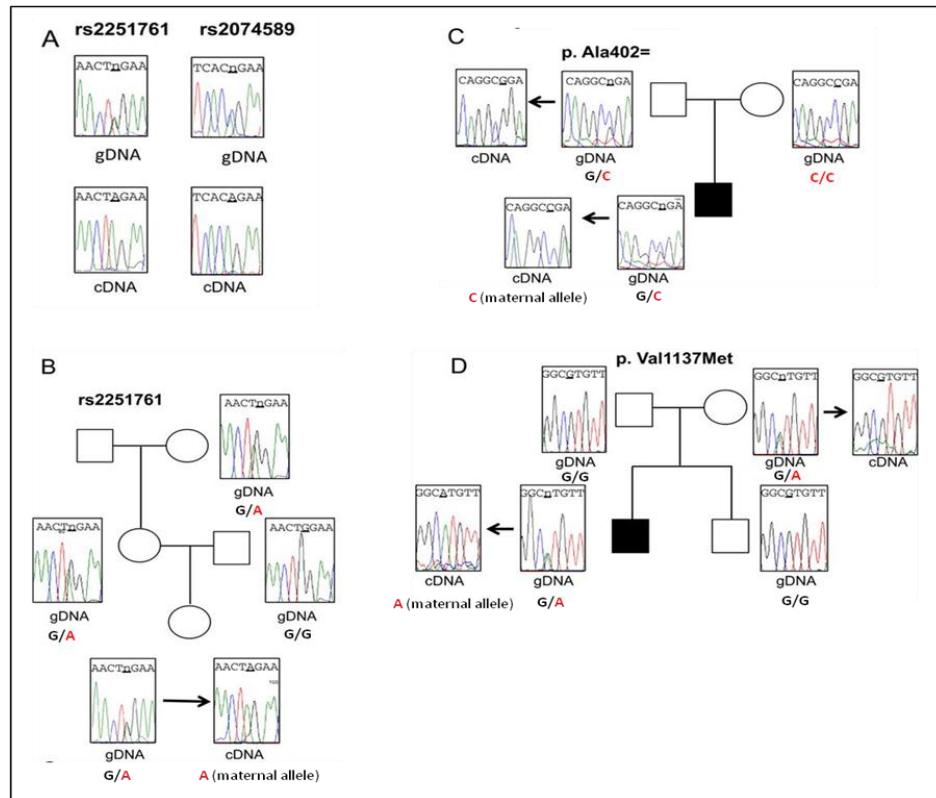 A
rs2251761 rs2074589
AACTnGAA TCACnGAA
gDNA gDNA
AACTAGAA TCACAGAA
cDNA cDNA
B
rs2251761
AACTnGAA
gDNA
G/A
AACTnGAA AACTGGAA
gDNA gDNA
G/A G/G
AACTnGAA AACTAGAA
gDNA cDNA
G/A A (maternal allele)
C
p. Ala402=
CAGGCGGA CAGGCnGA CAGGCCGA
cDNA gDNA gDNA
G/C C/C
CAGGCCGA CAGGCnGA
cDNA gDNA
C (maternal allele) G/C
D
p. Val1137Met
GGCGTGTT GGCnTGTT GGCGTGTT
gDNA gDNA cDNA
G/G G/A
GGCATGTT GGCnTGTT GGCGTGTT
cDNA gDNA gDNA
A (maternal allele) G/A G/G